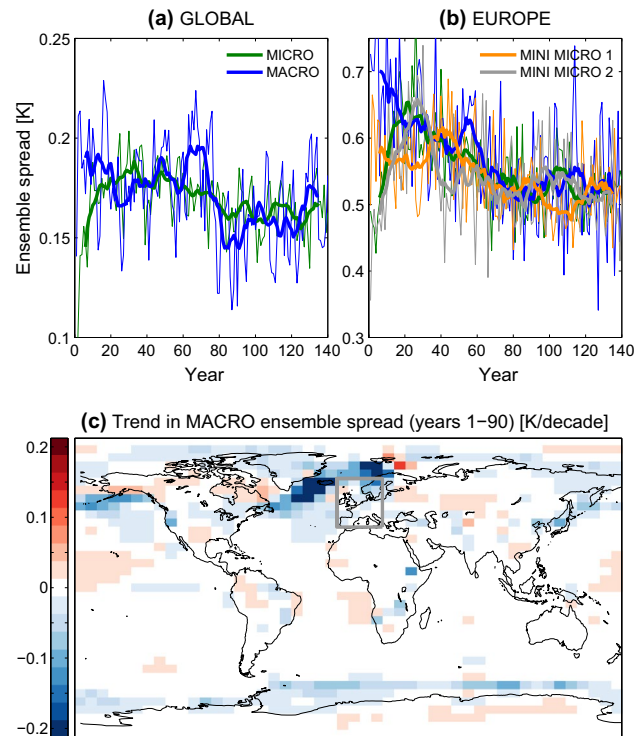 (a) GLOBAL
(b) EUROPE
Ensemble spread [K]
0.25
0.2
0.15
0.1
MICRO
MACRO
0 20 40 60 80 100 120 140
Year
0.7
0.6
0.5
0.4
0.3
MINI MICRO 1
MINI MICRO 2
0 20 40 60 80 100 120 140
Year
(c) Trend in MACRO ensemble spread (years 1−90) [K/decade]
0.2
0.1
0
−0.1
−0.2